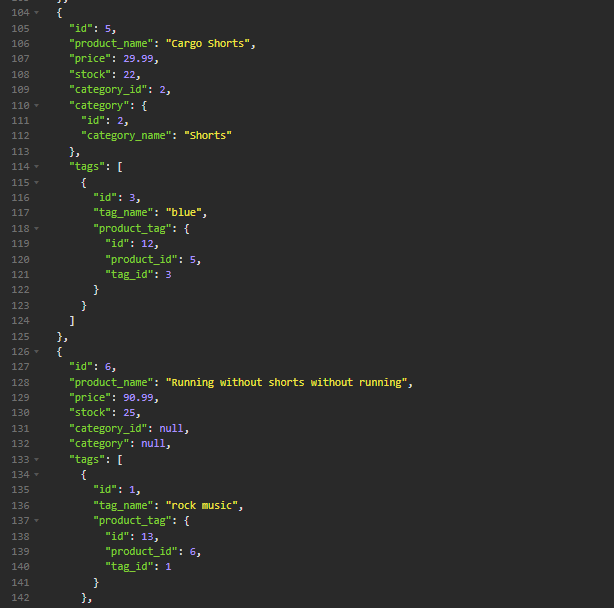 104 {
105 "id": 5,
106 "product_name": "Cargo Shorts",
107 "price": 29.99,
108 "stock": 22,
109 "category_id": 2,
110 "category": {
111 "id": 2,
112 "category_name": "Shorts"
113 },
114 "tags": [
115 {
116 "id": 3,
117 "tag_name": "blue",
118 "product_tag": {
119 "id": 12,
120 "product_id": 5,
121 "tag_id": 3
122 }
123 }
124 ]
125 },
126 {
127 "id": 6,
128 "product_name": "Running without shorts without running",
129 "price": 90.99,
130 "stock": 25,
131 "category_id": null,
132 "category": null,
133 "tags": [
134 {
135 "id": 1,
136 "tag_name": "rock music",
137 "product_tag": {
138 "id": 13,
139 "product_id": 6,
140 "tag_id": 1
141 }
142 },